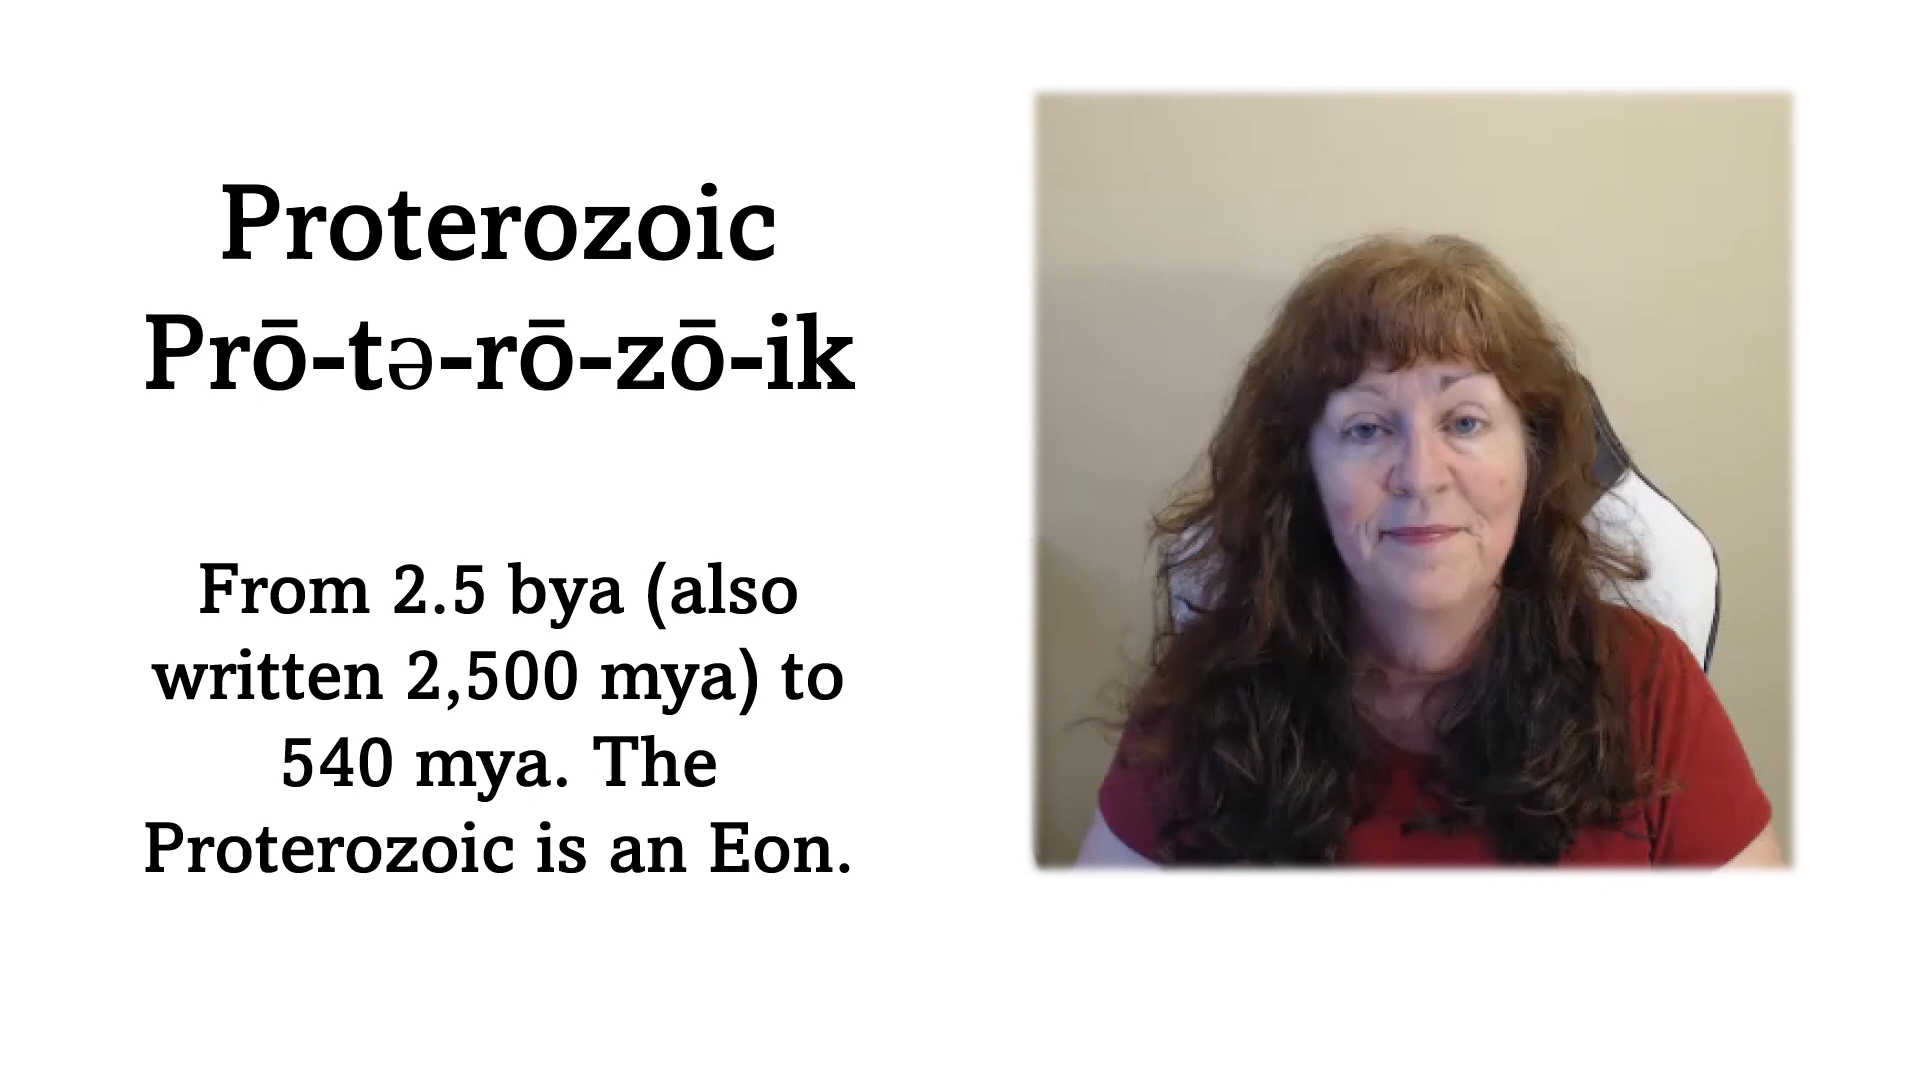 Proterozoic
Prō-tə-rō-zō-ik
From 2.5 bya (also
written 2,500 mya) to
540 mya. The
Proterozoic is an Eon.